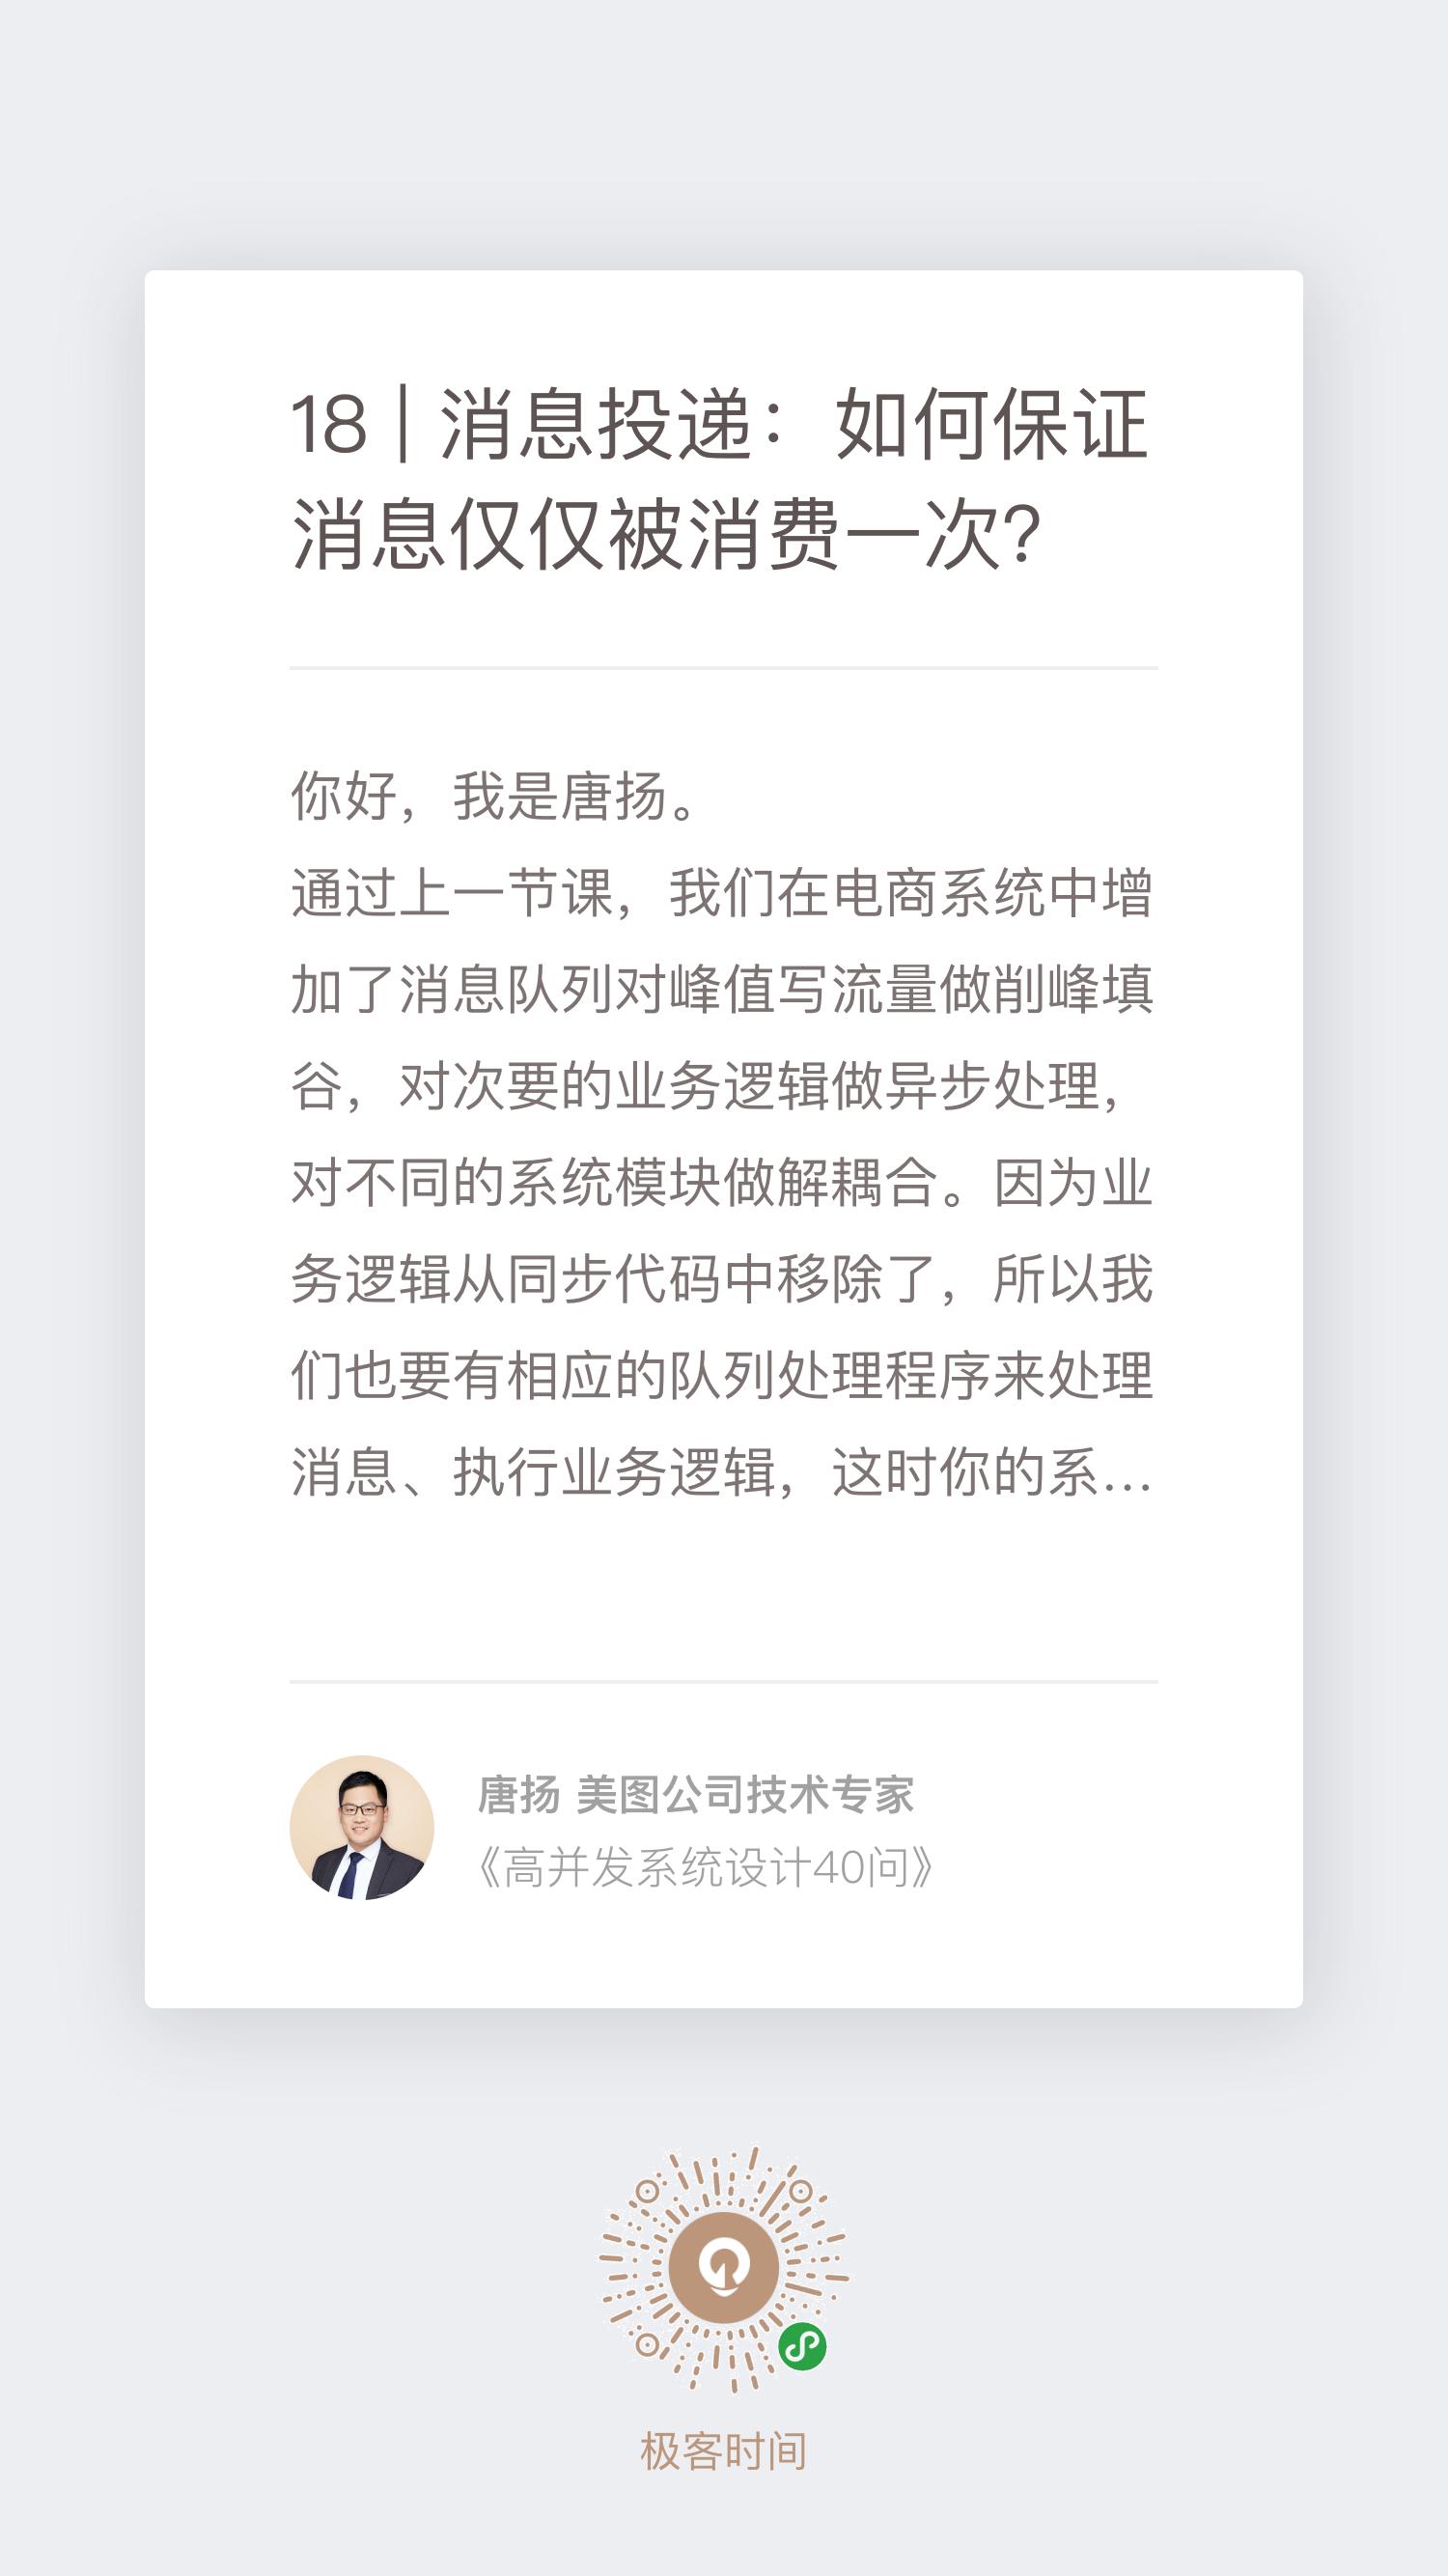 18 | 消息投递：如何保证
消息仅仅被消费一次？
你好，我是唐扬。
通过上一节课，我们在电商系统中增
加了消息队列对峰值写流量做削峰填
谷，对次要的业务逻辑做异步处理，
对不同的系统模块做解耦合。因为业
务逻辑从同步代码中移除了，所以我
们也要有相应的队列处理程序来处理
消息、执行业务逻辑，这时你的系...
唐扬 美图公司技术专家
《高并发系统设计40问》
极客时间